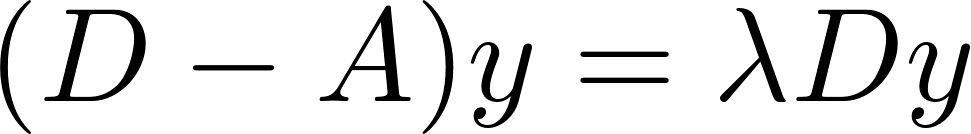 (D − A)y = λDy